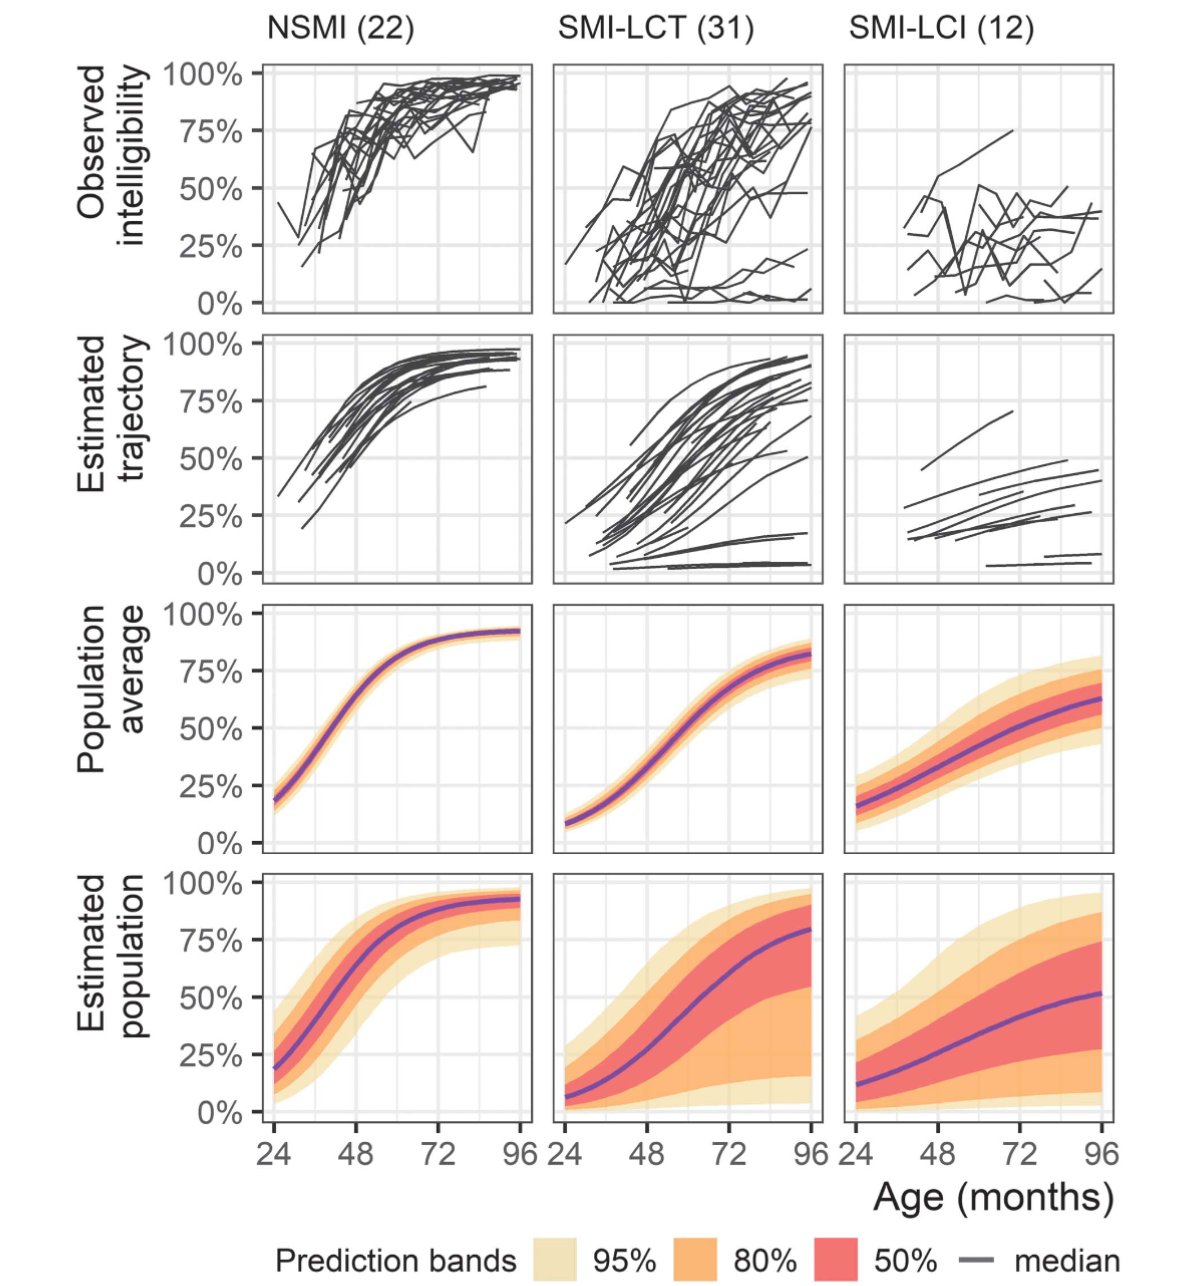 NSMI (22) SMI-LCT (31) SMI-LCI (12)
Observed
intelligibility
100%
75%
50%
25%
0%
Estimated
trajectory
100%
75%
50%
25%
0%
Population
average
100%
75%
50%
25%
0%
Estimated
population
100%
75%
50%
25%
0%
24 48 72 96 24 48 72 96 24 48 72 96
Age (months)
Prediction bands 95% 80% 50% median